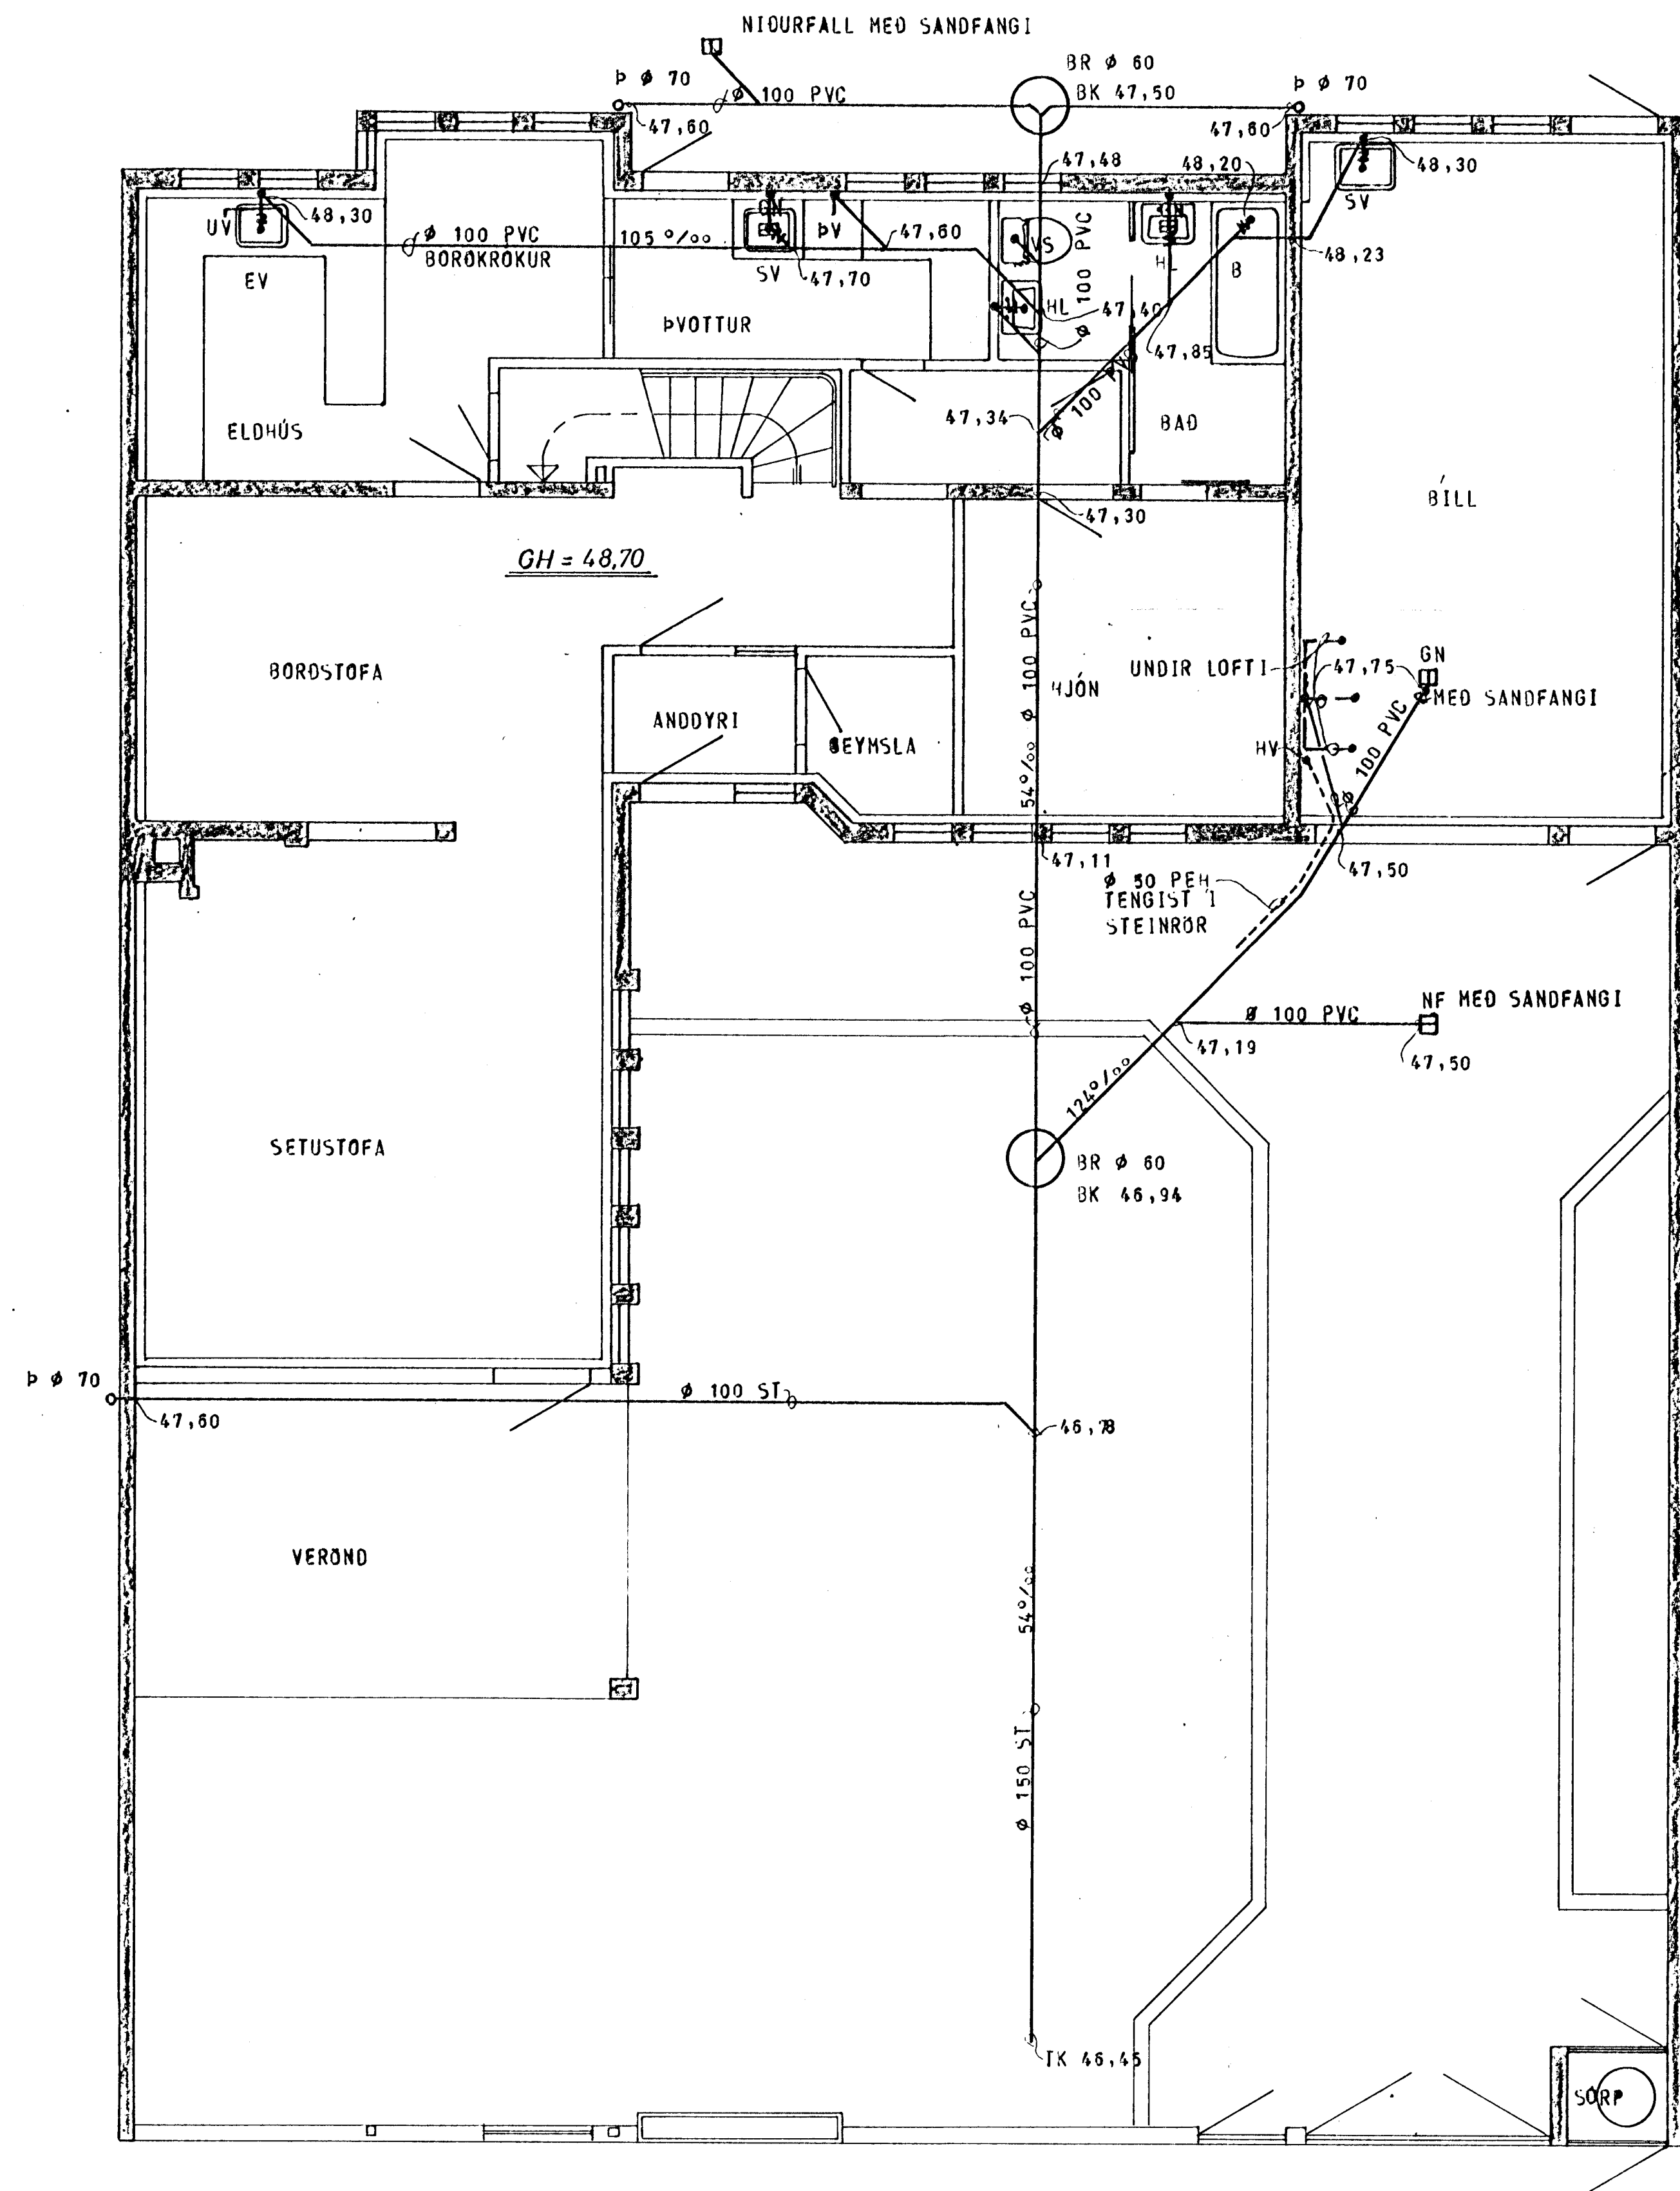 NIÐURFALL MEÐ SANDFANGI
BR ø 60
BK 47,50
Þ ø 70
ø 100 PVC
Þ ø 70
47,60
47,60
47,48
48,20
48,30
SV
UV
48,30
ø 100 PVC
105 °/oo
BORÐKRÓKUR
EV
GN
SV
ÞV
47,70
47,60
VS
HL
ø 100 PVC
HL
B
48,23
47,40
47,85
ÞVOTTUR
ELDHÚS
47,34
ø 100 PVC
BAÐ
BÍLL
47,30
GH = 48,70
BORÐSTOFA
ANDDYRI
GEYMSLA
54°/oo ø 100 PVC
HJÓN
UNDIR LOFTI
47,75
GN
MEÐ SANDFANGI
HV
ø 100 PVC
47,11
47,50
ø 50 PEH
TENGIST Í
STEINRÖR
ø 100 PVC
NF MEÐ SANDFANGI
ø 100 PVC
47,19
47,50
124°/oo
SETUSTOFA
BR ø 60
BK 46,94
Þ ø 70
47,60
ø 100 ST
46,78
VERÖND
54°/oo
ø 150 ST
TK 46,45
SORP